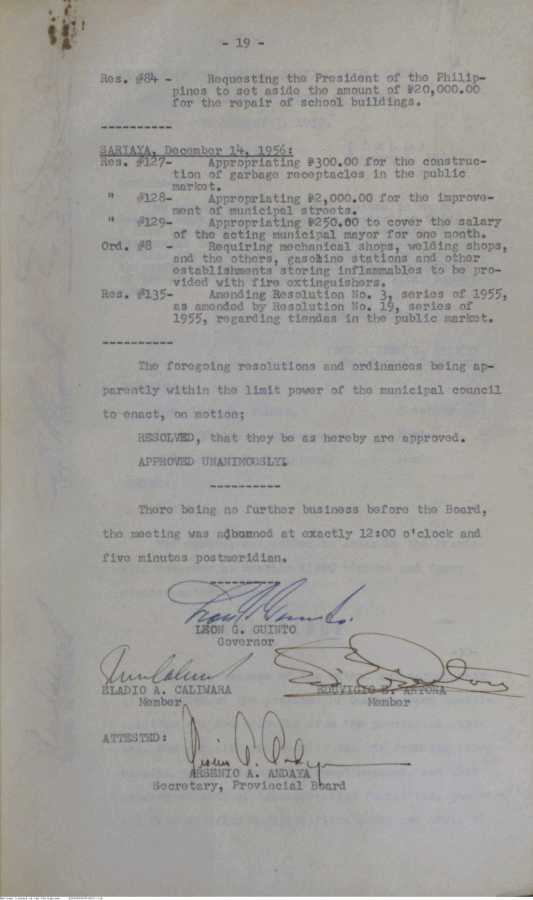 - 19 -
Res. #84 - Requesting the President of the Philip-
pines to set aside the amount of ₱20,000.00
for the repair of school buildings.
----------
SARIAYA, December 14, 1956:
Res. #127- Appropriating ₱300.00 for the construc-
tion of garbage receptacles in the public
market.
" #128- Appropriating ₱2,000.00 for the improve-
ment of municipal streets.
" #129- Appropriating ₱250.00 to cover the salary
of the acting municipal mayor for one month.
Ord. #8 - Requiring mechanical shops, welding shops,
and the others, gasoline stations and other
establishments storing inflammables to be pro-
vided with fire extinguishers.
Res. #135- Amending Resolution No. 3, series of 1955,
as amended by Resolution No. 19, series of
1955, regarding tiendas in the public market.
----------
The foregoing resolutions and ordinances being ap-
parently within the limit power of the municipal council
to enact, on motion;
RESOLVED, that they be as hereby are approved.
APPROVED UNANIMOUSLY.
----------
There being no further business before the Board,
the meeting was adjourned at exactly 12:00 o'clock and
five minutes postmeridian.
----------
LEON G. GUINTO
Governor
ELADIO A. CALIWARA
Member
EDUVIGIO B. ANTONA
Member
ATTESTED:
ARSENIO A. ANDAYA
Secretary, Provincial Board